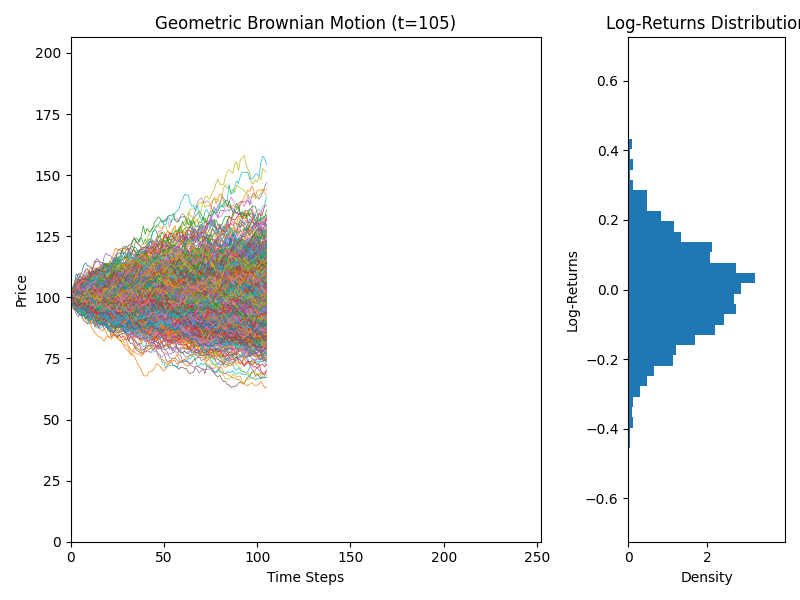 Geometric Brownian Motion (t=105)
Price
200
175
150
125
100
75
50
25
0
0 50 100 150 200 250
Time Steps
Log-Returns Distribution
Log-Returns
0.6
0.4
0.2
0.0
−0.2
−0.4
−0.6
0 2
Density